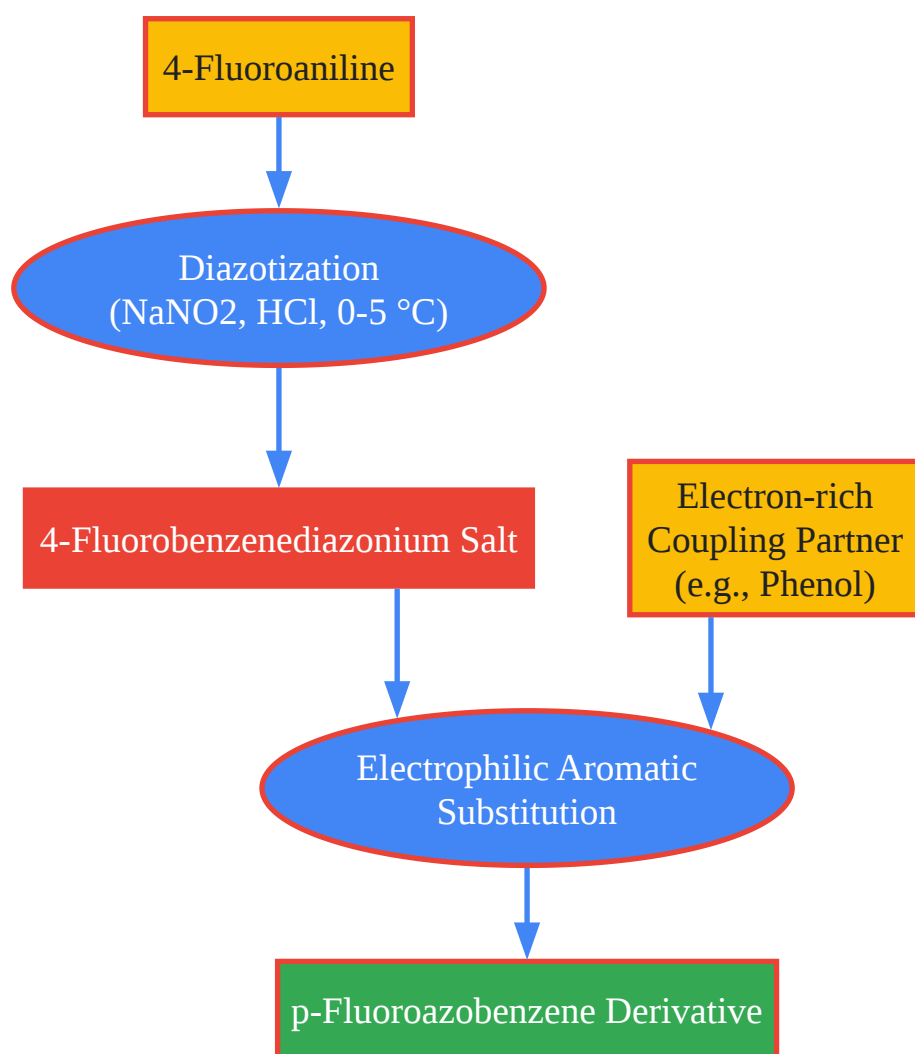 4-Fluoroaniline
Diazotization
(NaNO2, HCl, 0-5 °C)
4-Fluorobenzenediazonium Salt
Electron-rich
Coupling Partner
(e.g., Phenol)
Electrophilic Aromatic
Substitution
p-Fluoroazobenzene Derivative